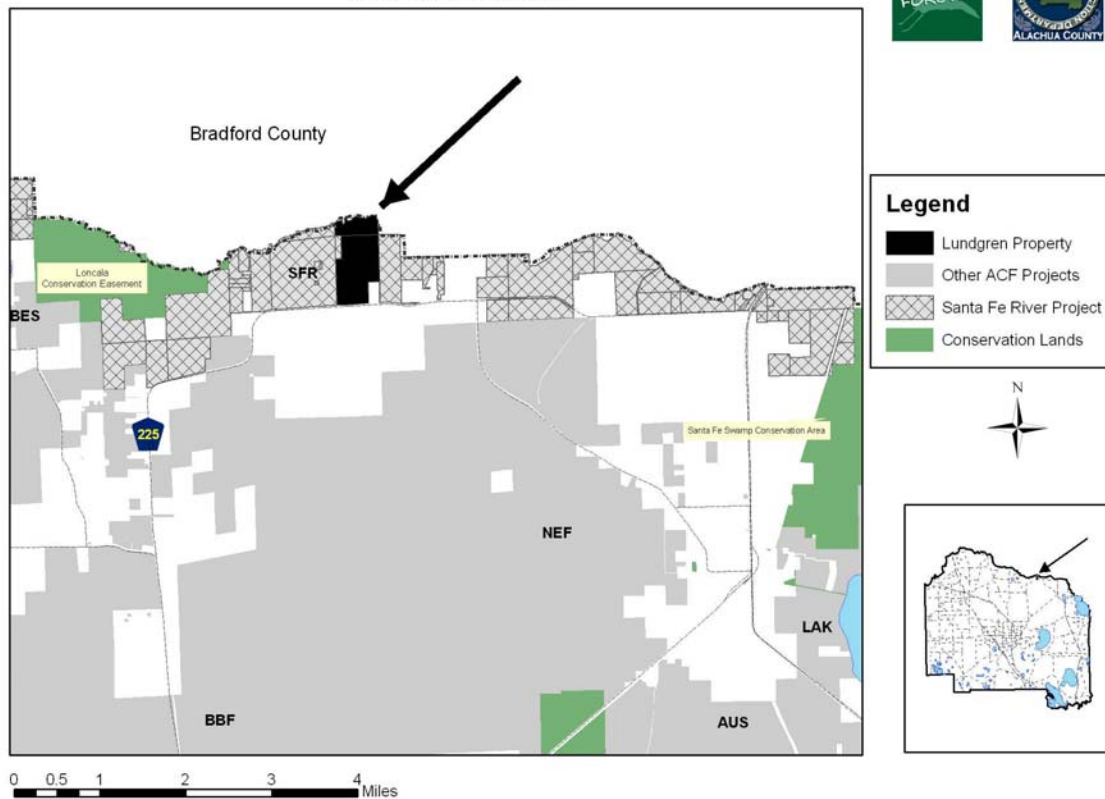 FOREVER
ALACHUA COUNTY
Bradford County
Loncala
Conservation Easement
SFR
BES
225
Santa Fe Swamp Conservation Area
NEF
LAK
BBF
AUS
0 0.5 1 2 3 4
Miles
Legend
Lundgren Property
Other ACF Projects
Santa Fe River Project
Conservation Lands
N